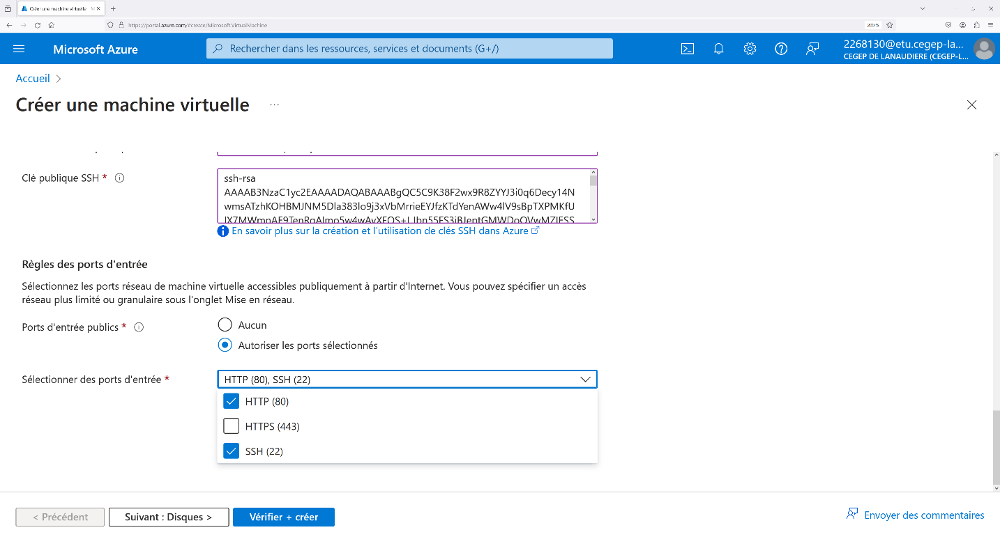 Créer une machine virtuelle
https://portal.azure.com/#create/Microsoft.VirtualMachine
200 %
Microsoft Azure
Rechercher dans les ressources, services et documents (G+/)
2268130@etu.cegep-la...
CEGEP DE LANAUDIERE (CEGEP-L...
Accueil >
Créer une machine virtuelle ...
Clé publique SSH *
ssh-rsa
AAAAB3NzaC1yc2EAAAADAQABAAABgQC5C9K38F2wx9R8ZYYJ3i0q6Decy14N
wmsATzhKOHBMJNM5Dla383lo9j3xVbMrrieEYJfzKTdYenAWw4lV9sBpTXPMKfU
En savoir plus sur la création et l'utilisation de clés SSH dans Azure
Règles des ports d'entrée
Sélectionnez les ports réseau de machine virtuelle accessibles publiquement à partir d'Internet. Vous pouvez spécifier un accès
réseau plus limité ou granulaire sous l'onglet Mise en réseau.
Ports d'entrée publics *
Aucun
Autoriser les ports sélectionnés
Sélectionner des ports d'entrée *
HTTP (80), SSH (22)
HTTP (80)
HTTPS (443)
SSH (22)
< Précédent
Suivant : Disques >
Vérifier + créer
Envoyer des commentaires